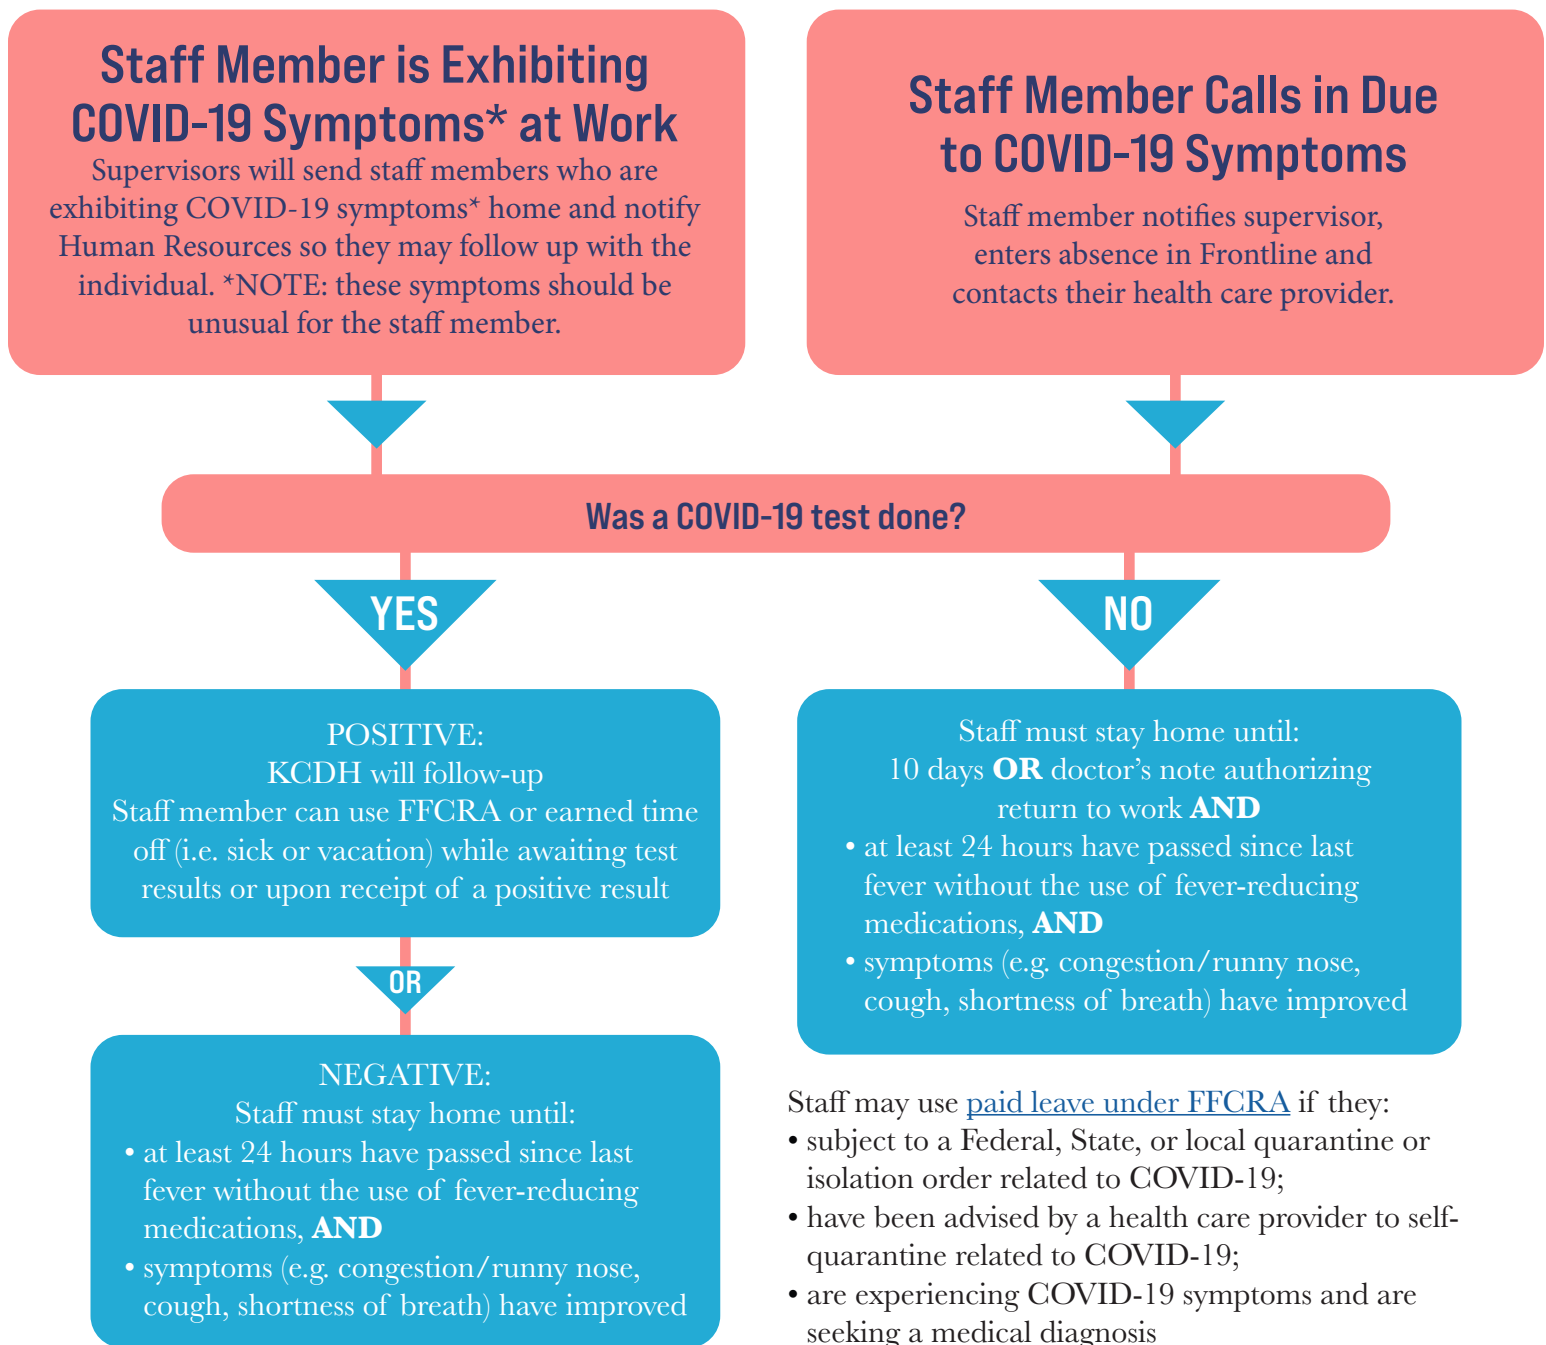 Staff Member is Exhibiting
COVID-19 Symptoms* at Work
Supervisors will send staff members who are
exhibiting COVID-19 symptoms* home and notify
Human Resources so they may follow up with the
individual. *NOTE: these symptoms should be
unusual for the staff member.
Staff Member Calls in Due
to COVID-19 Symptoms
Staff member notifies supervisor,
enters absence in Frontline and
contacts their health care provider.
Was a COVID-19 test done?
YES
NO
POSITIVE:
KCDH will follow-up
Staff member can use FFCRA or earned time
off (i.e. sick or vacation) while awaiting test
results or upon receipt of a positive result
OR
NEGATIVE:
Staff must stay home until:
• at least 24 hours have passed since last
fever without the use of fever-reducing
medications, AND
• symptoms (e.g. congestion/runny nose,
cough, shortness of breath) have improved
Staff must stay home until:
10 days OR doctor's note authorizing
return to work AND
• at least 24 hours have passed since last
fever without the use of fever-reducing
medications, AND
• symptoms (e.g. congestion/runny nose,
cough, shortness of breath) have improved
Staff may use paid leave under FFCRA if they:
• subject to a Federal, State, or local quarantine or
isolation order related to COVID-19;
• have been advised by a health care provider to self-
quarantine related to COVID-19;
• are experiencing COVID-19 symptoms and are
seeking a medical diagnosis